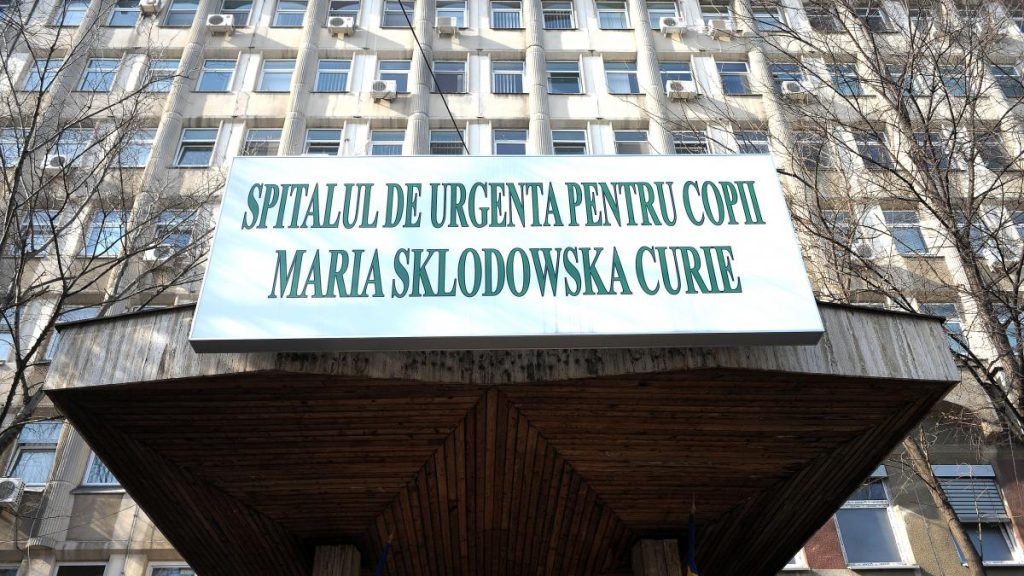 SPITALUL DE URGENTA PENTRU COPII
MARIA SKLODOWSKA CURIE